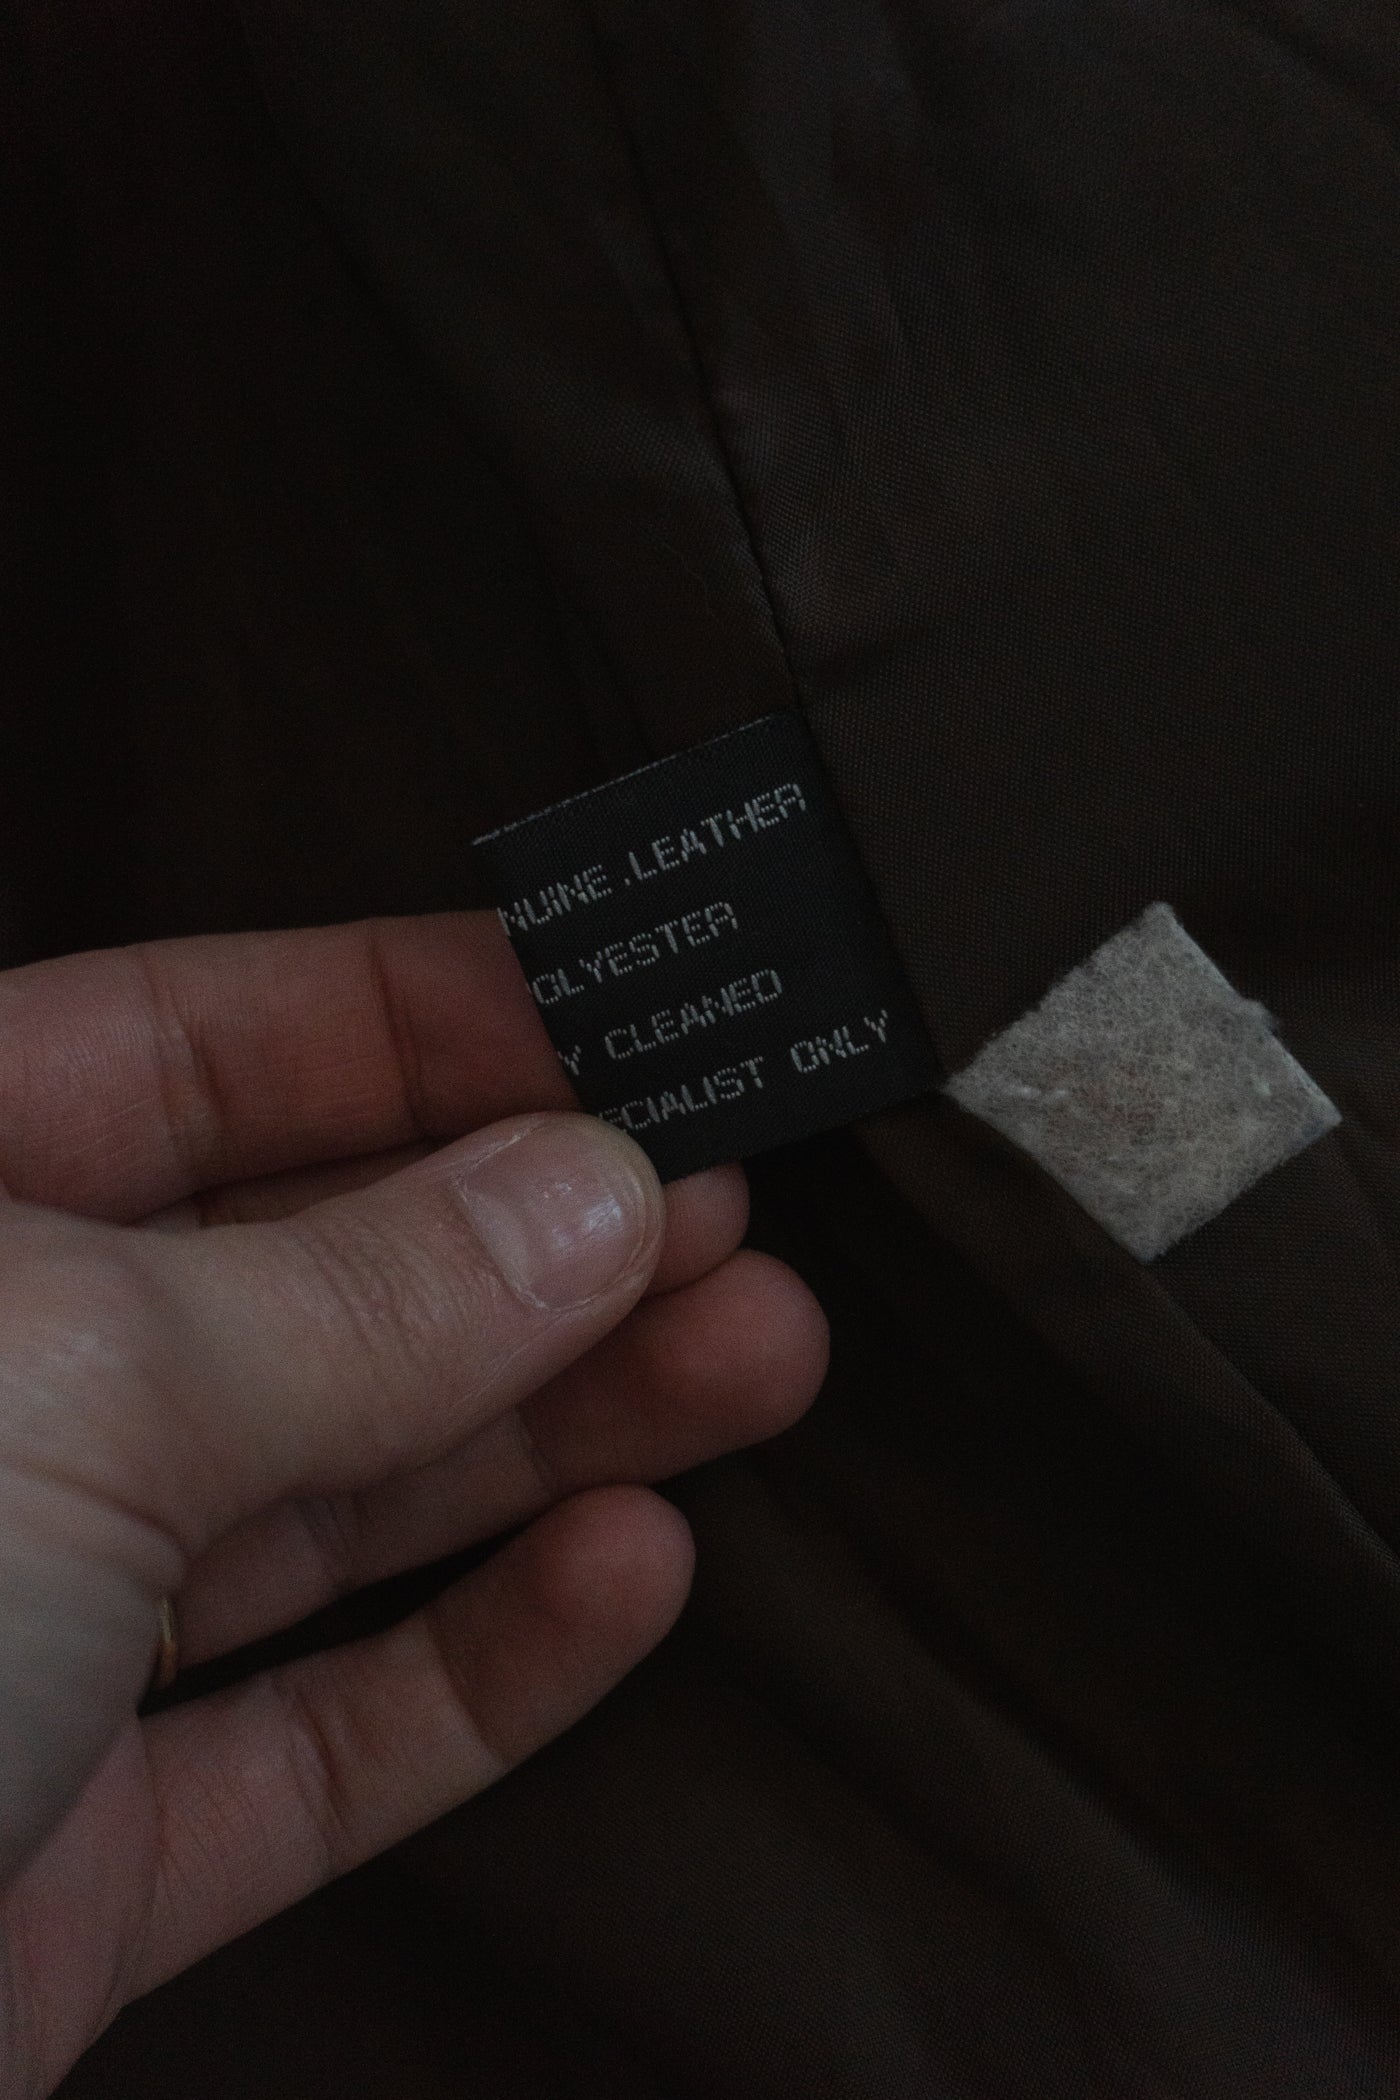 NUINE.LEATHER
OLYESTER
Y CLEANED
ECIALIST ONLY